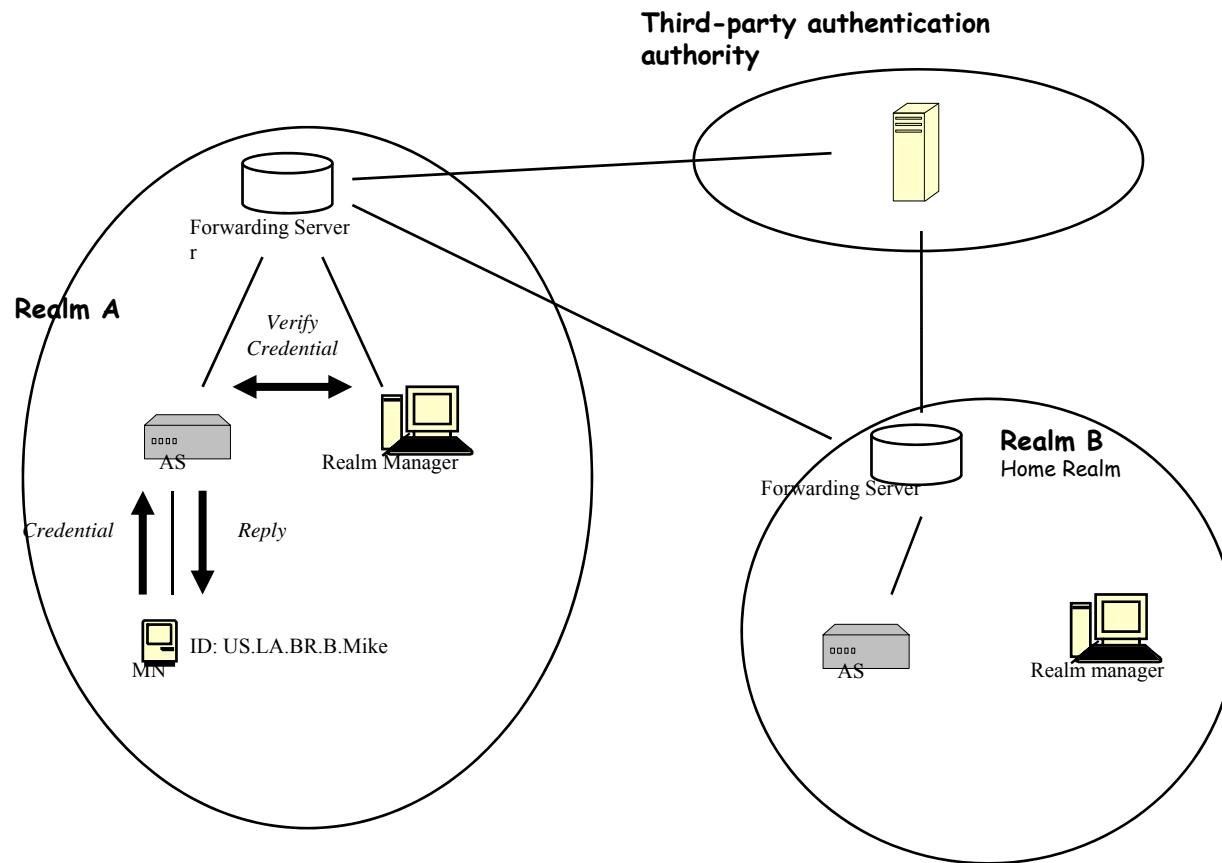 Third-party authentication
authority
Forwarding Server
r
Realm A
Verify
Credential
AS
Realm Manager
Credential
Reply
ID: US.LA.BR.B.Mike
MN
Realm B
Home Realm
Forwarding Server
AS
Realm manager